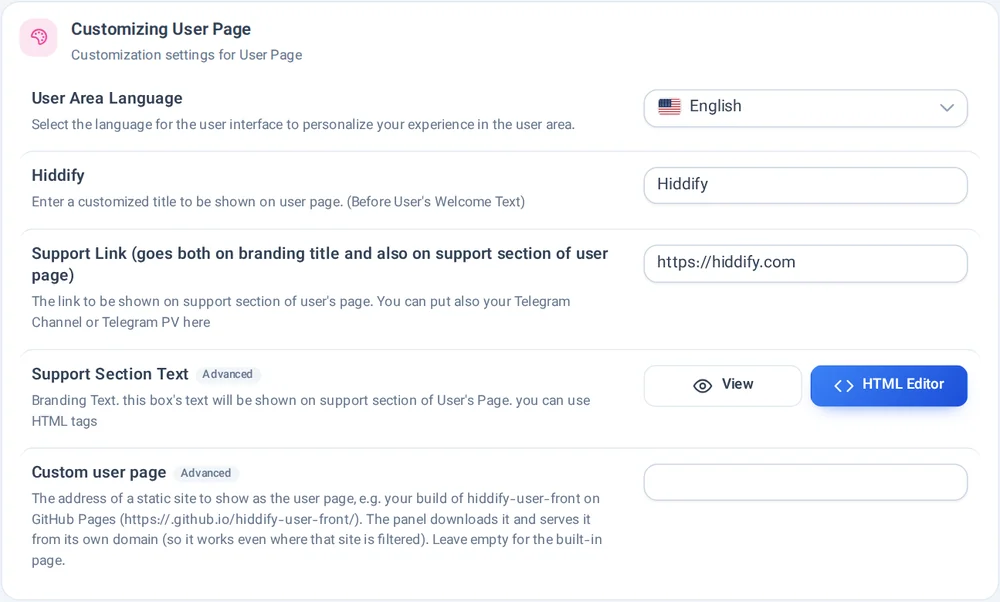 Customizing User Page
Customization settings for User Page
User Area Language
Select the language for the user interface to personalize your experience in the user area.
English
Hiddify
Enter a customized title to be shown on user page. (Before User's Welcome Text)
Hiddify
Support Link (goes both on branding title and also on support section of user
page)
The link to be shown on support section of user's page. You can put also your Telegram
Channel or Telegram PV here
https://hiddify.com
Support Section Text Advanced
Branding Text. this box's text will be shown on support section of User's Page. you can use
HTML tags
View
<> HTML Editor
Custom user page Advanced
The address of a static site to show as the user page, e.g. your build of hiddify-user-front on
GitHub Pages (https://.github.io/hiddify-user-front/). The panel downloads it and serves it
from its own domain (so it works even where that site is filtered). Leave empty for the built-in
page.